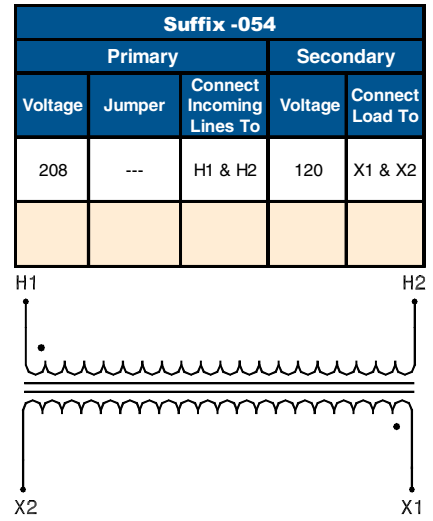 Suffix -054
Primary Secondary
Voltage Jumper Connect Incoming Lines To Voltage Connect Load To
208 --- H1 & H2 120 X1 & X2
H1 H2
X2 X1